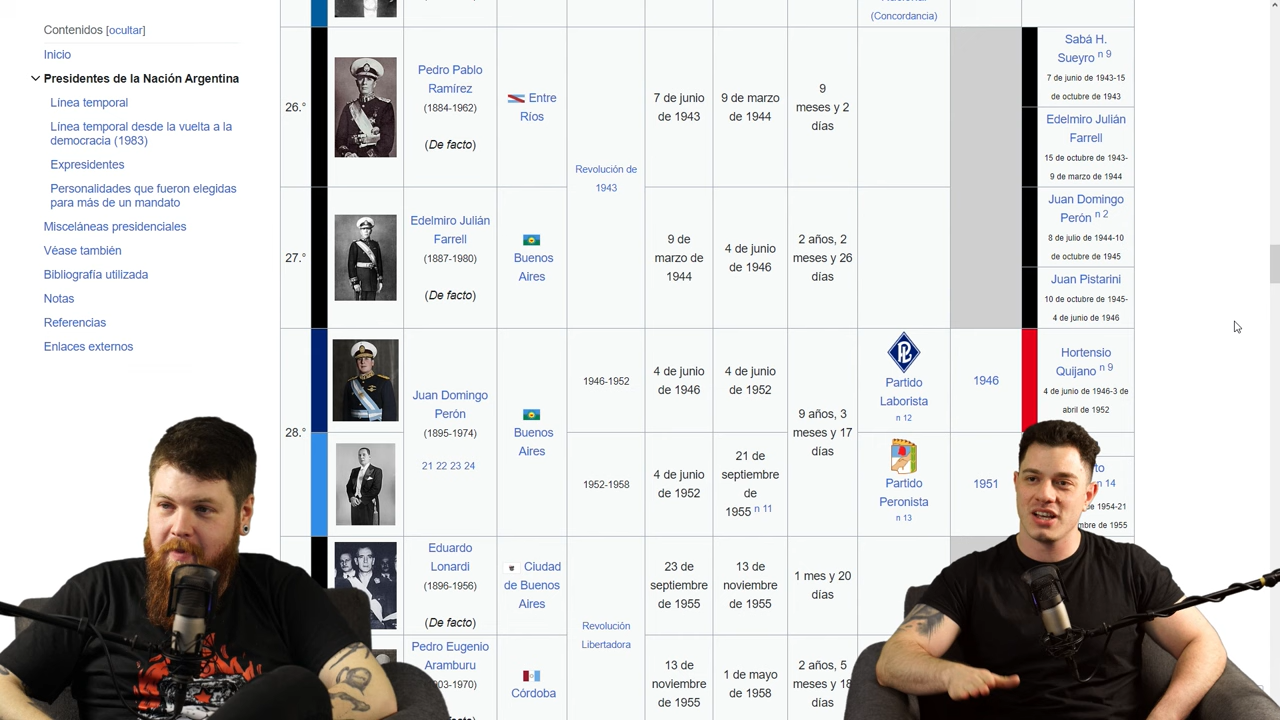 Contenidos [ocultar]
Inicio
Presidentes de la Nación Argentina
Línea temporal
Línea temporal desde la vuelta a la
democracia (1983)
Expresidentes
Personalidades que fueron elegidas
para más de un mandato
Misceláneas presidenciales
Véase también
Bibliografía utilizada
Notas
Referencias
Enlaces externos
(Concordancia)
26.°
Pedro Pablo
Ramírez
(1884-1962)
(De facto)
Entre
Ríos
Revolución de
1943
7 de junio
de 1943
9 de marzo
de 1944
9
meses y 2
días
Sabá H.
Sueyro n 9
7 de junio de 1943-15
de octubre de 1943
Edelmiro Julián
Farrell
15 de octubre de 1943-
9 de marzo de 1944
27.°
Edelmiro Julián
Farrell
(1887-1980)
(De facto)
Buenos
Aires
9 de
marzo de
1944
4 de junio
de 1946
2 años, 2
meses y 26
días
Juan Domingo
Perón n 2
8 de julio de 1944-10
de octubre de 1945
Juan Pistarini
10 de octubre de 1945-
4 de junio de 1946
28.°
Juan Domingo
Perón
(1895-1974)
21 22 23 24
Buenos
Aires
1946-1952
4 de junio
de 1946
4 de junio
de 1952
9 años, 3
meses y 17
días
PL
Partido
Laborista
n 12
1946
Hortensio
Quijano n 9
4 de junio de 1946-3 de
abril de 1952
1952-1958
4 de junio
de 1952
21 de
septiembre
de
1955 n 11
Partido
Peronista
n 13
1951
n 14
de 1954-21
de 1955
Eduardo
Lonardi
(1896-1956)
(De facto)
Ciudad
de Buenos
Aires
Revolución
Libertadora
23 de
septiembre
de 1955
13 de
noviembre
de 1955
1 mes y 20
días
Pedro Eugenio
Aramburu
Córdoba
13 de
noviembre
de 1955
1 de mayo
de 1958
2 años, 5
meses y 18
días